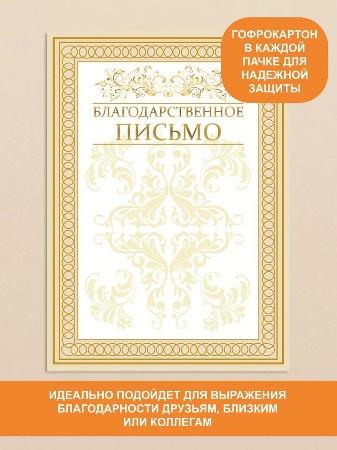 ГОФРОКАРТОН
В КАЖДОЙ
ПАЧКЕ ДЛЯ
НАДЕЖНОЙ
ЗАЩИТЫ
БЛАГОДАРСТВЕННОЕ
ПИСЬМО
ИДЕАЛЬНО ПОДОЙДЕТ ДЛЯ ВЫРАЖЕНИЯ
БЛАГОДАРНОСТИ ДРУЗЬЯМ, БЛИЗКИМ
ИЛИ КОЛЛЕГАМ